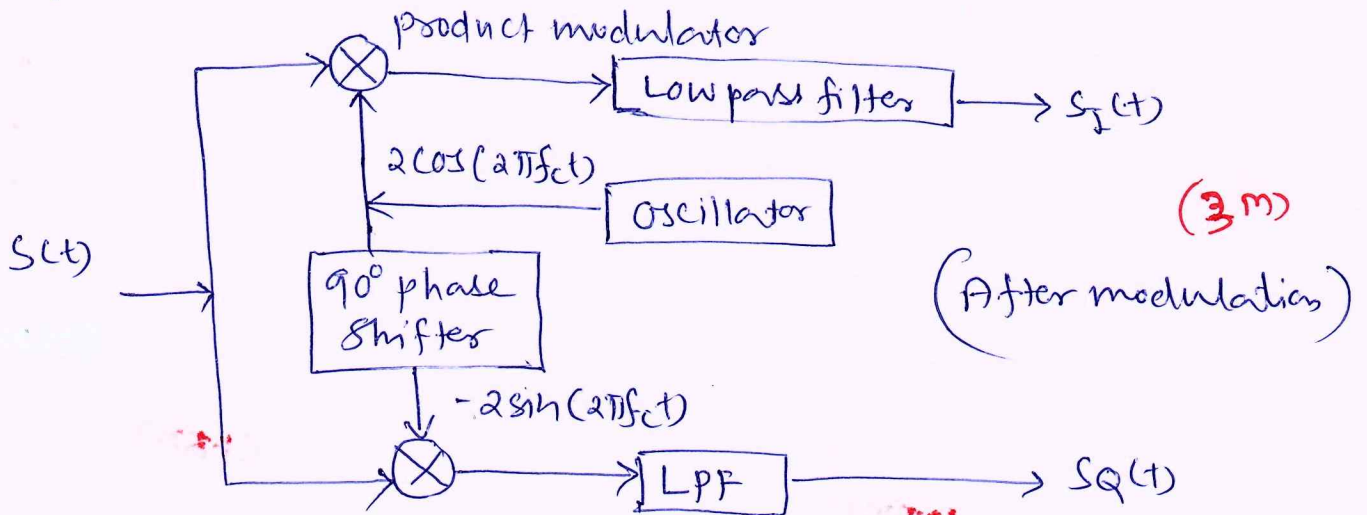 product modulator
Low pass filter
SI(t)
2cos(2πfct)
oscillator
(3m)
S(t)
90° phase
shifter
(After modulation)
-2sin(2πfct)
LPF
SQ(t)